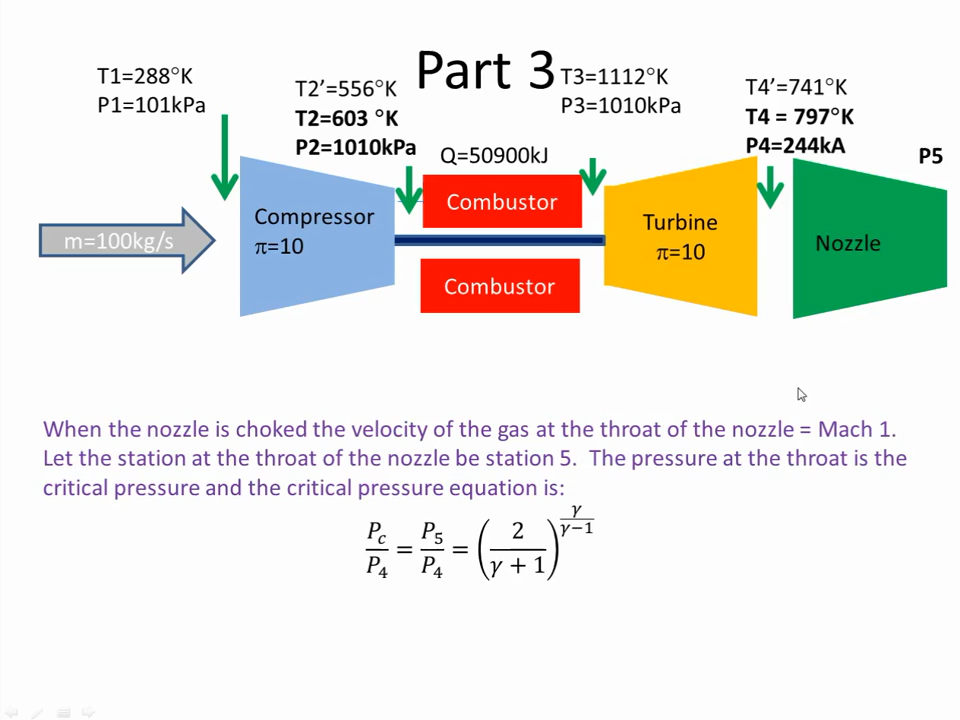 Part 3
T1=288°K
P1=101kPa
T2’=556°K
T2=603 °K
P2=1010kPa
Q=50900kJ
T3=1112°K
P3=1010kPa
T4’=741°K
T4 = 797°K
P4=244kA
P5
m=100kg/s
Compressor
π=10
Combustor
Combustor
Turbine
π=10
Nozzle
When the nozzle is choked the velocity of the gas at the throat of the nozzle = Mach 1.
Let the station at the throat of the nozzle be station 5. The pressure at the throat is the
critical pressure and the critical pressure equation is:
P_c/P_4 = P_5/P_4 = (2/(γ + 1))^(γ/(γ−1))